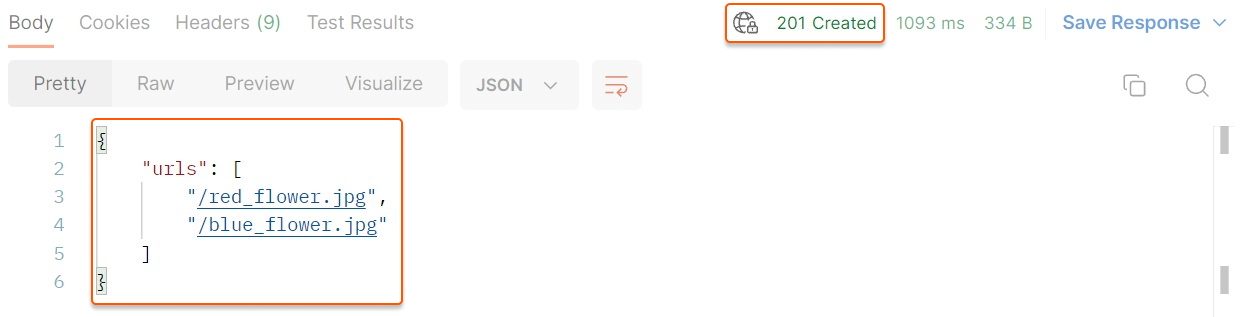 Body Cookies Headers (9) Test Results 201 Created 1093 ms 334 B Save Response
Pretty Raw Preview Visualize JSON
1 {
2 "urls": [
3 "/red_flower.jpg",
4 "/blue_flower.jpg"
5 ]
6 }